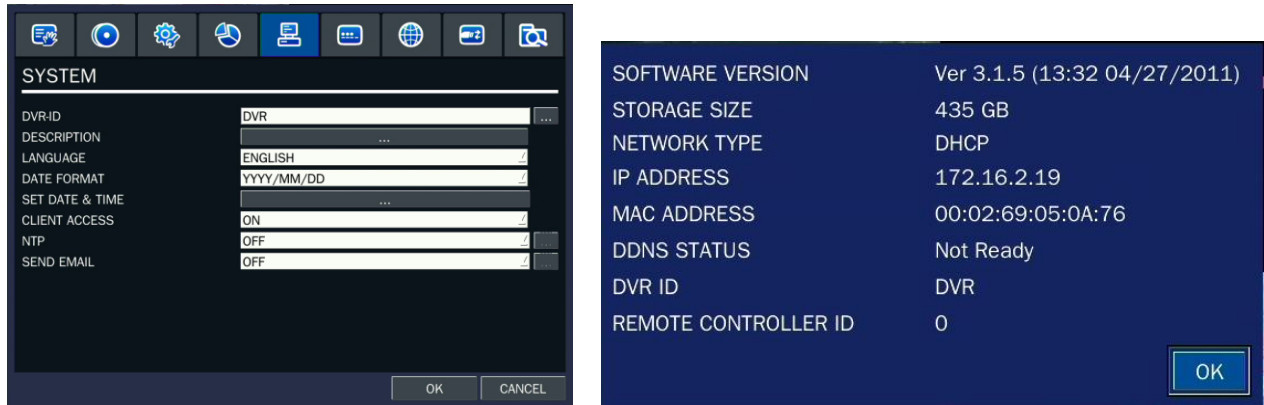 SYSTEM
DVR-ID DVR ...
DESCRIPTION ...
LANGUAGE ENGLISH
DATE FORMAT YYYY/MM/DD
SET DATE & TIME ...
CLIENT ACCESS ON
NTP OFF ...
SEND EMAIL OFF ...
OK CANCEL
SOFTWARE VERSION Ver 3.1.5 (13:32 04/27/2011)
STORAGE SIZE 435 GB
NETWORK TYPE DHCP
IP ADDRESS 172.16.2.19
MAC ADDRESS 00:02:69:05:0A:76
DDNS STATUS Not Ready
DVR ID DVR
REMOTE CONTROLLER ID 0
OK